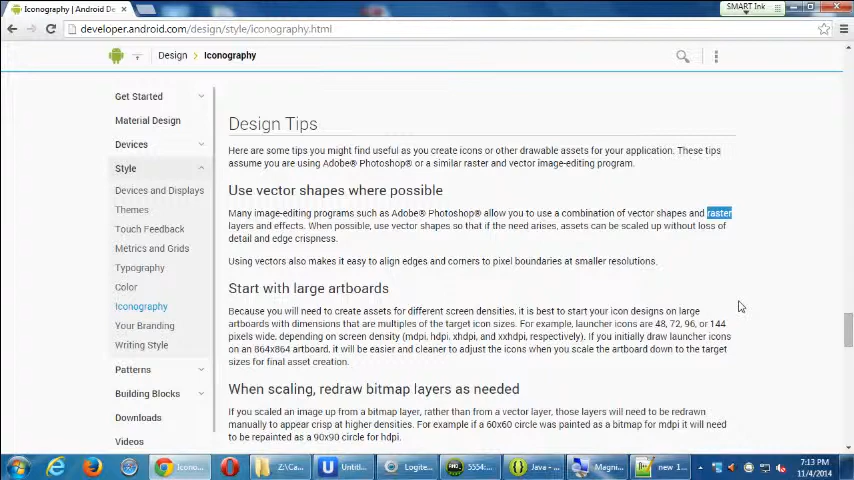 Iconography | Android De
SMART Ink
developer.android.com/design/style/iconography.html
Design
Iconography
Get Started
Material Design
Devices
Style
Devices and Displays
Themes
Touch Feedback
Metrics and Grids
Typography
Color
Iconography
Your Branding
Writing Style
Patterns
Building Blocks
Downloads
Videos
Design Tips
Here are some tips you might find useful as you create icons or other drawable assets for your application. These tips
assume you are using Adobe® Photoshop® or a similar raster and vector image-editing program.
Use vector shapes where possible
Many image-editing programs such as Adobe® Photoshop® allow you to use a combination of vector shapes and raster
layers and effects. When possible, use vector shapes so that if the need arises, assets can be scaled up without loss of
detail and edge crispness.
Using vectors also makes it easy to align edges and corners to pixel boundaries at smaller resolutions.
Start with large artboards
Because you will need to create assets for different screen densities, it is best to start your icon designs on large
artboards with dimensions that are multiples of the target icon sizes. For example, launcher icons are 48, 72, 96, or 144
pixels wide, depending on screen density (mdpi, hdpi, xhdpi, and xxhdpi, respectively). If you initially draw launcher icons
on an 864x864 artboard, it will be easier and cleaner to adjust the icons when you scale the artboard down to the target
sizes for final asset creation.
When scaling, redraw bitmap layers as needed
If you scaled an image up from a bitmap layer, rather than from a vector layer, those layers will need to be redrawn
manually to appear crisp at higher densities. For example if a 60x60 circle was painted as a bitmap for mdpi it will need
to be repainted as a 90x90 circle for hdpi.
Icono...
Z:\Ca...
Untitl...
Logite...
5554:...
Java - ...
Magni...
new 1...
7:13 PM
11/4/2014